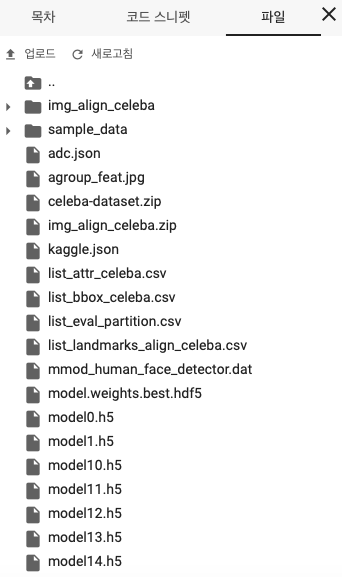 목차 코드 스니펫 파일
업로드 새로고침
..
img_align_celeba
sample_data
adc.json
agroup_feat.jpg
celeba-dataset.zip
img_align_celeba.zip
kaggle.json
list_attr_celeba.csv
list_bbox_celeba.csv
list_eval_partition.csv
list_landmarks_align_celeba.csv
mmod_human_face_detector.dat
model.weights.best.hdf5
model0.h5
model1.h5
model10.h5
model11.h5
model12.h5
model13.h5
model14.h5